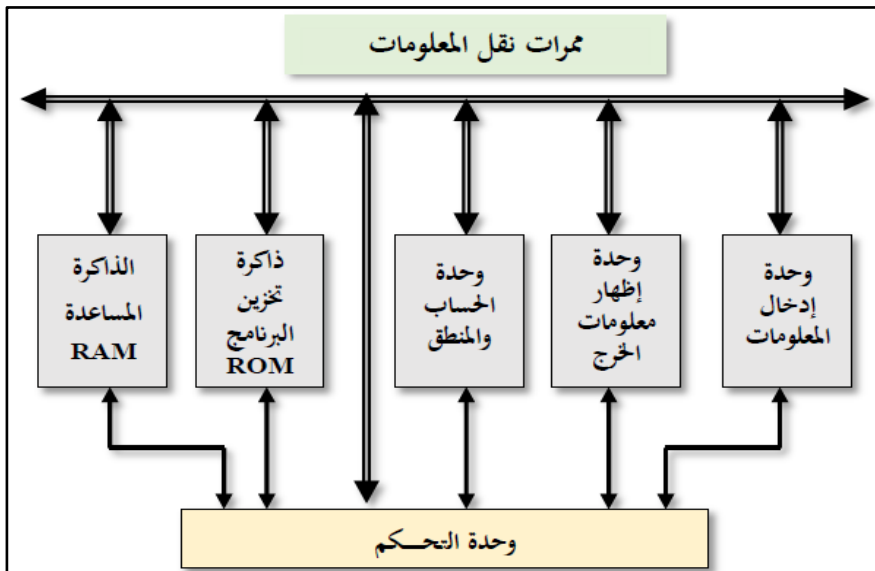 ممرات نقل المعلومات
وحدة
إدخال
المعلومات
وحدة
إظهار
معلومات
الخرج
وحدة
الحساب
والمنطق
ذاكرة
تخزين
البرنامج
ROM
الذاكرة
المساعدة
RAM
وحدة التحـــكم